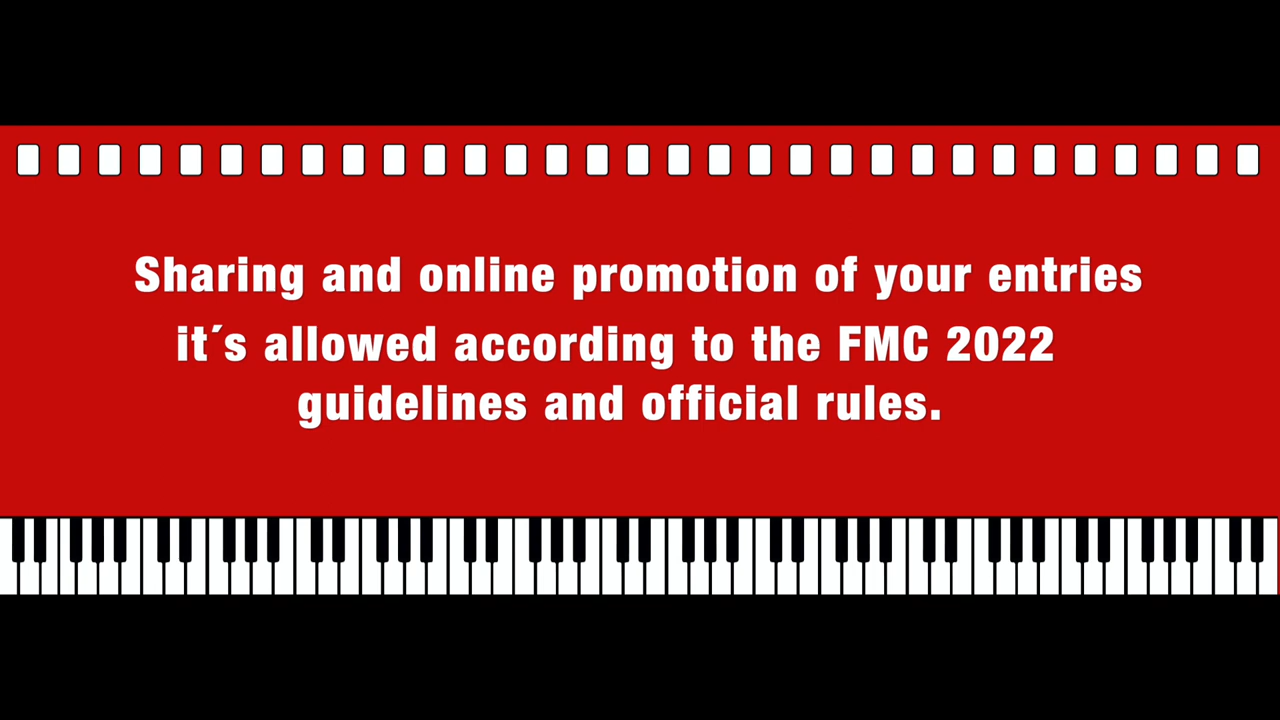 Sharing and online promotion of your entries
it´s allowed according to the FMC 2022
guidelines and official rules.